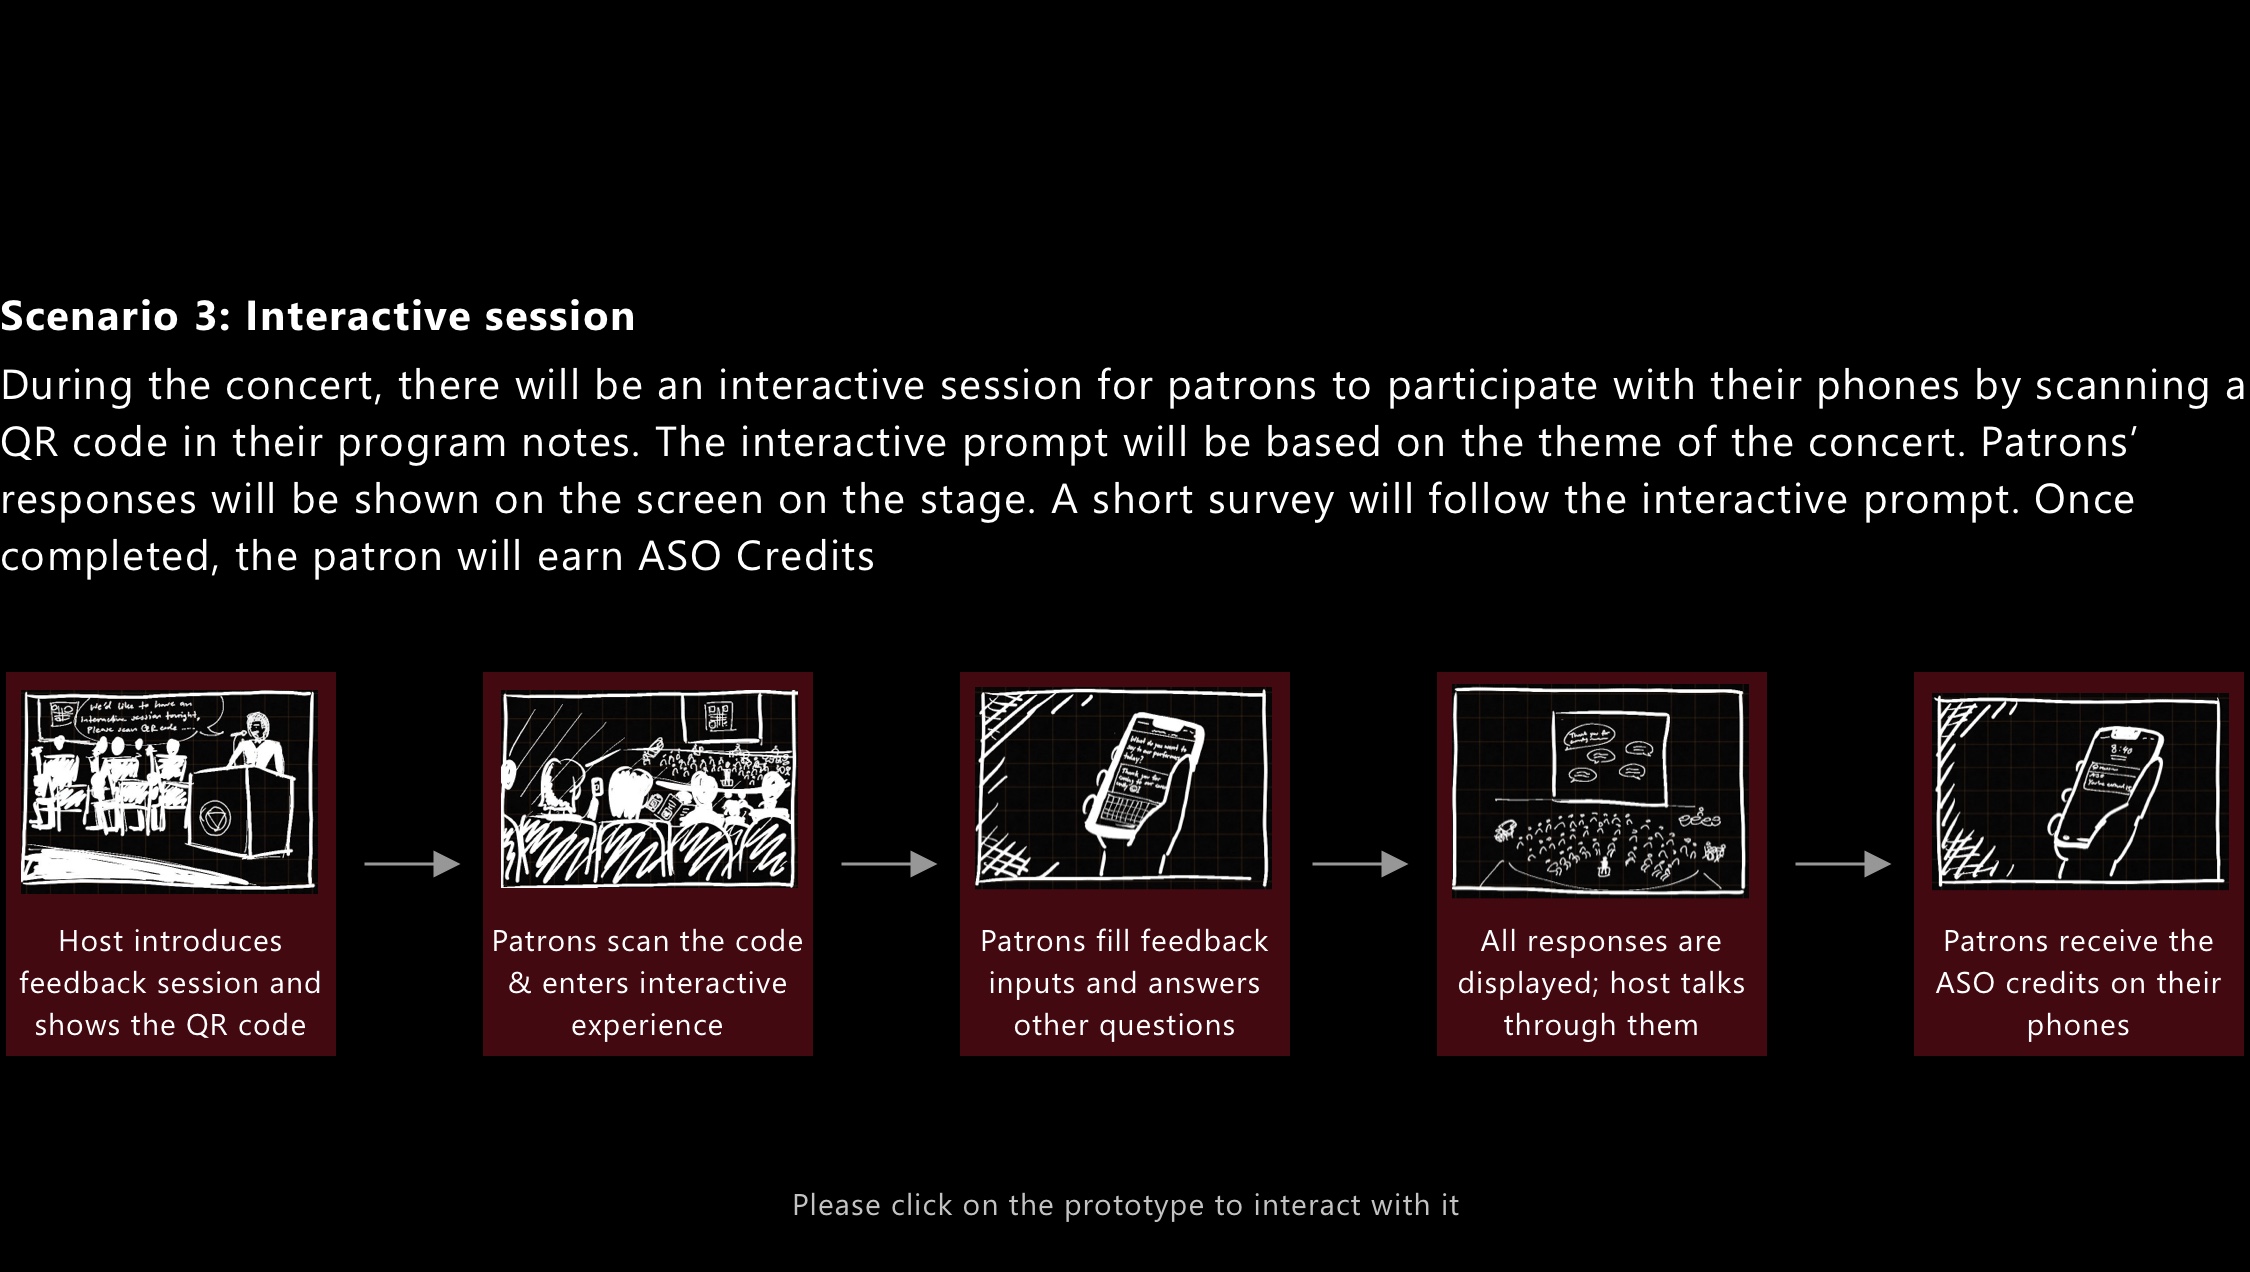 Scenario 3: Interactive session
During the concert, there will be an interactive session for patrons to participate with their phones by scanning a
QR code in their program notes. The interactive prompt will be based on the theme of the concert. Patrons’
responses will be shown on the screen on the stage. A short survey will follow the interactive prompt. Once
completed, the patron will earn ASO Credits
We'd like to have an
interactive session tonight,
Please scan QR code ....
Host introduces
feedback session and
shows the QR code
Patrons scan the code
& enters interactive
experience
What do you want to
say to our performers
today?
Thank you for
Patrons fill feedback
inputs and answers
other questions
Thank you for
All responses are
displayed; host talks
through them
8:40
ASO
Patrons receive the
ASO credits on their
phones
Please click on the prototype to interact with it